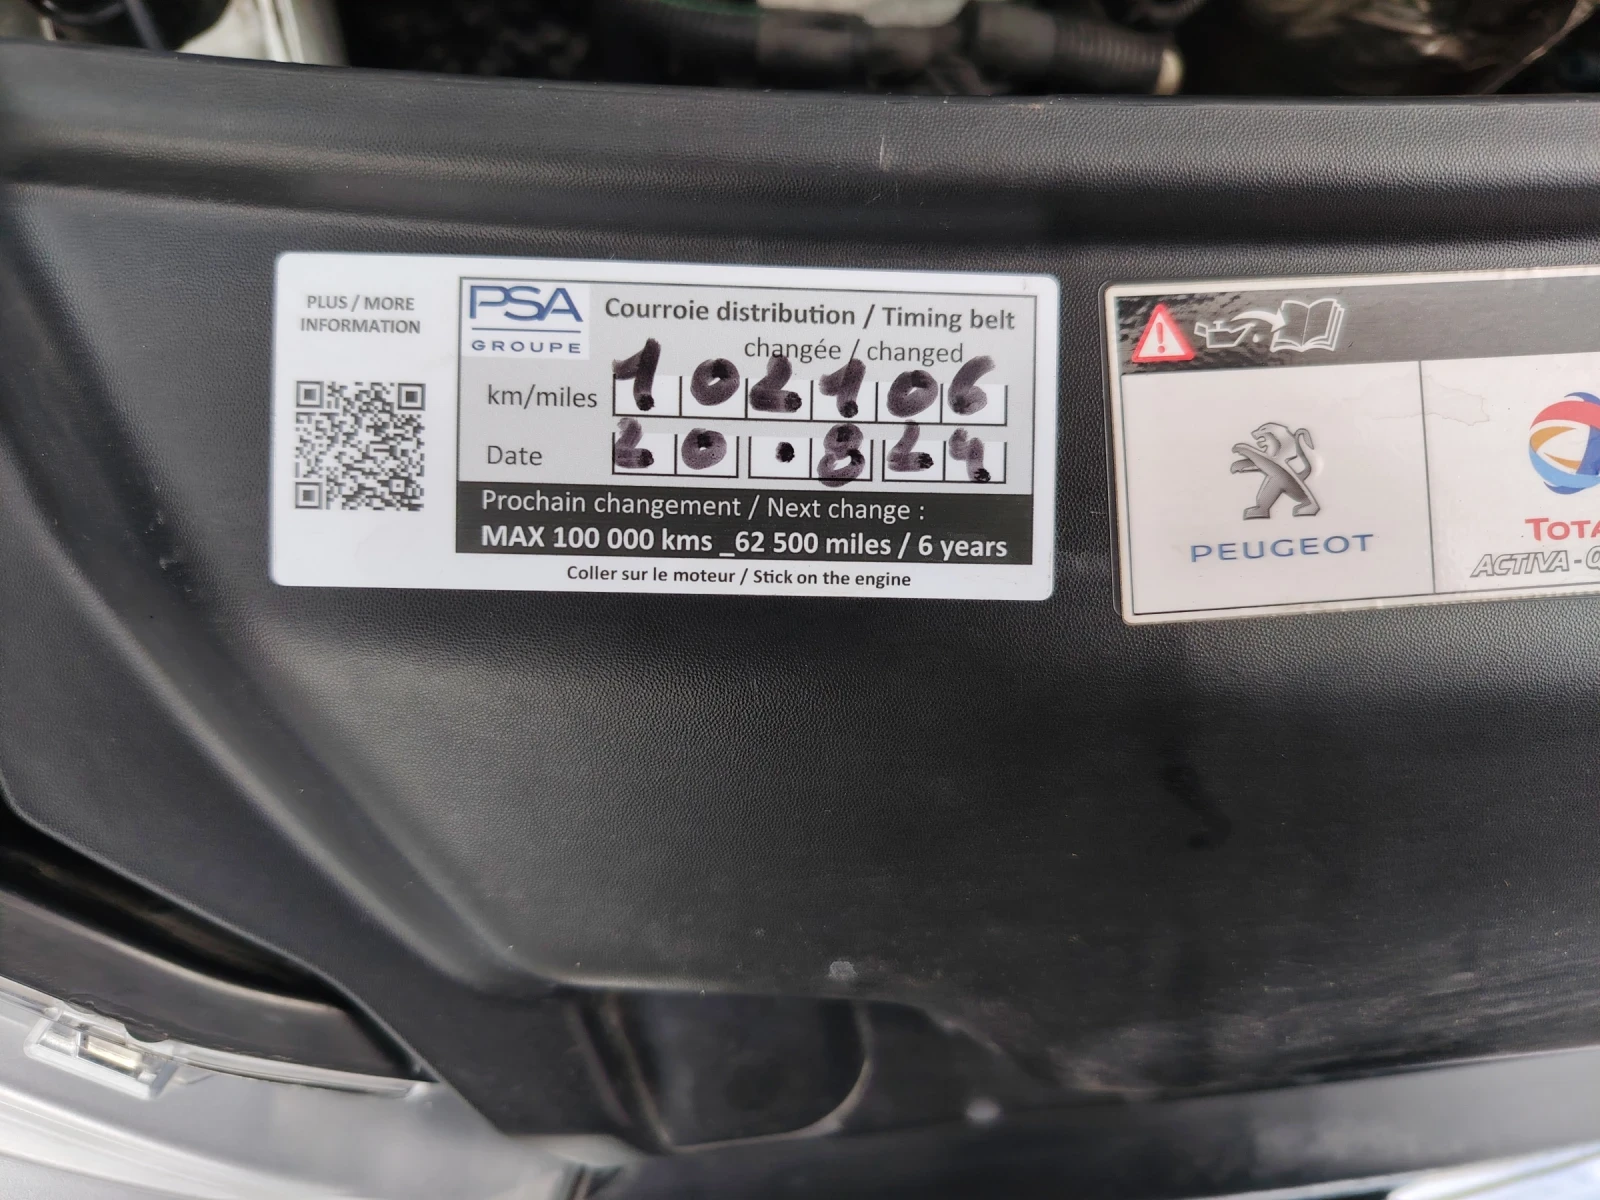 PLUS / MORE
INFORMATION
PSA
GROUPE
Courroie distribution / Timing belt
changée / changed
km/miles 102106
Date 20 .8 24
Prochain changement / Next change :
MAX 100 000 kms _62 500 miles / 6 years
Coller sur le moteur / Stick on the engine
PEUGEOT
TOTA
ACTIVA-Q